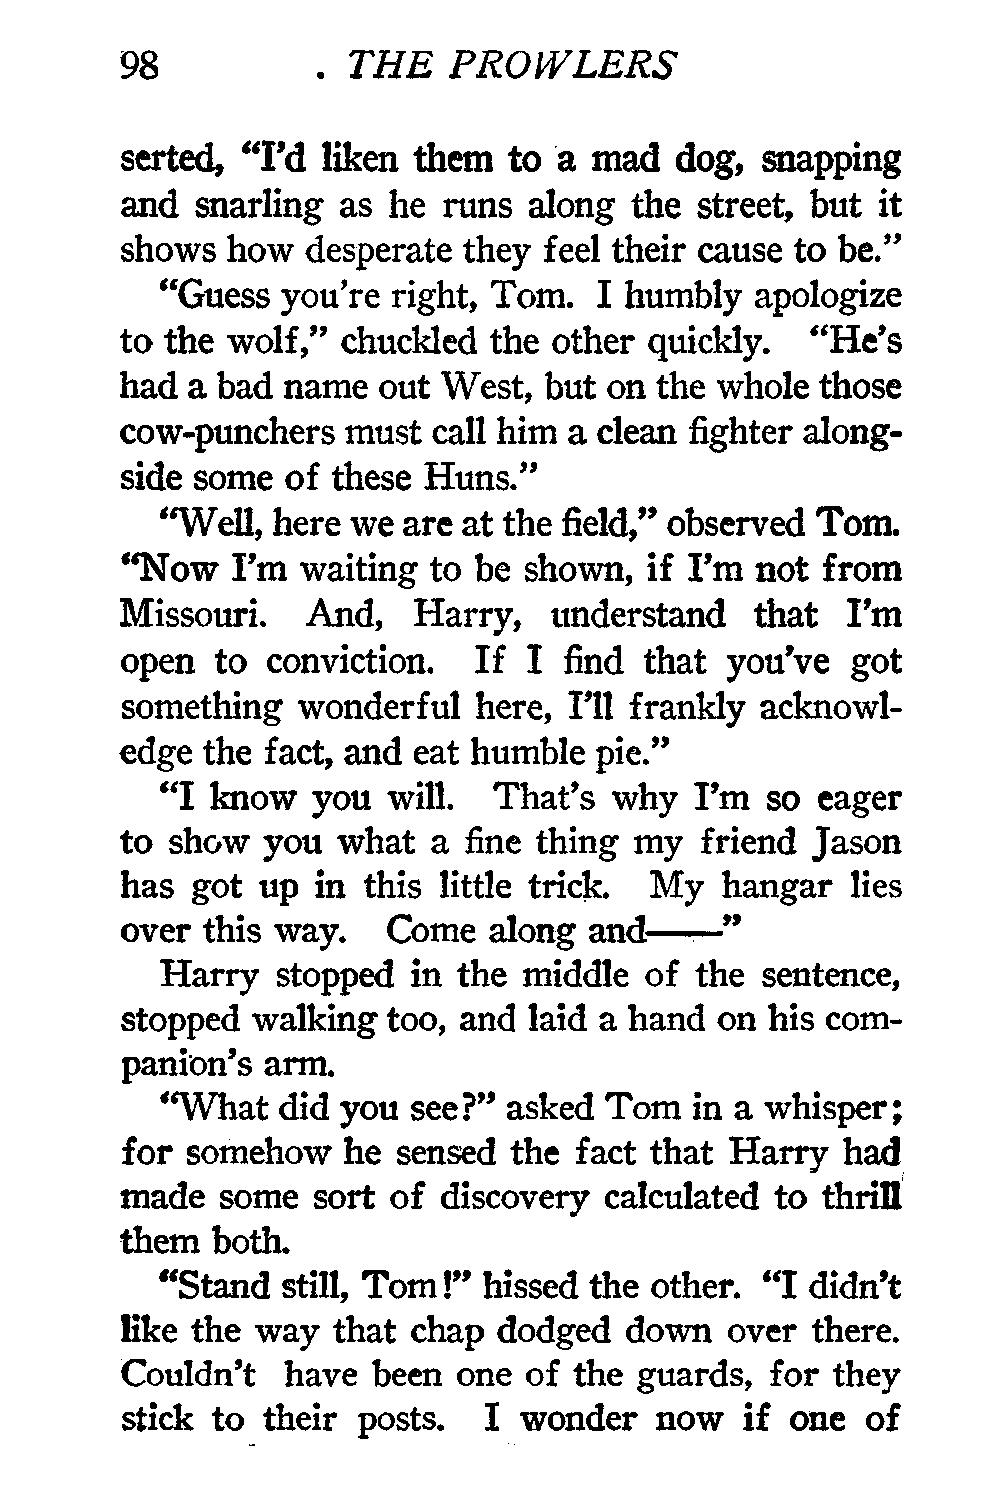 98 . THE PROWLERS
serted, “I’d liken them to a mad dog, snapping
and snarling as he runs along the street, but it
shows how desperate they feel their cause to be.”
“Guess you’re right, Tom. I humbly apologize
to the wolf,” chuckled the other quickly. “He’s
had a bad name out West, but on the whole those
cow-punchers must call him a clean fighter along-
side some of these Huns.”
“Well, here we are at the field,” observed Tom.
“Now I’m waiting to be shown, if I’m not from
Missouri. And, Harry, understand that I’m
open to conviction. If I find that you’ve got
something wonderful here, I’ll frankly acknowl-
edge the fact, and eat humble pie.”
“I know you will. That’s why I’m so eager
to show you what a fine thing my friend Jason
has got up in this little trick. My hangar lies
over this way. Come along and——”
Harry stopped in the middle of the sentence,
stopped walking too, and laid a hand on his com-
panion’s arm.
“What did you see?” asked Tom in a whisper;
for somehow he sensed the fact that Harry had
made some sort of discovery calculated to thrill
them both.
“Stand still, Tom!” hissed the other. “I didn’t
like the way that chap dodged down over there.
Couldn’t have been one of the guards, for they
stick to their posts. I wonder now if one of